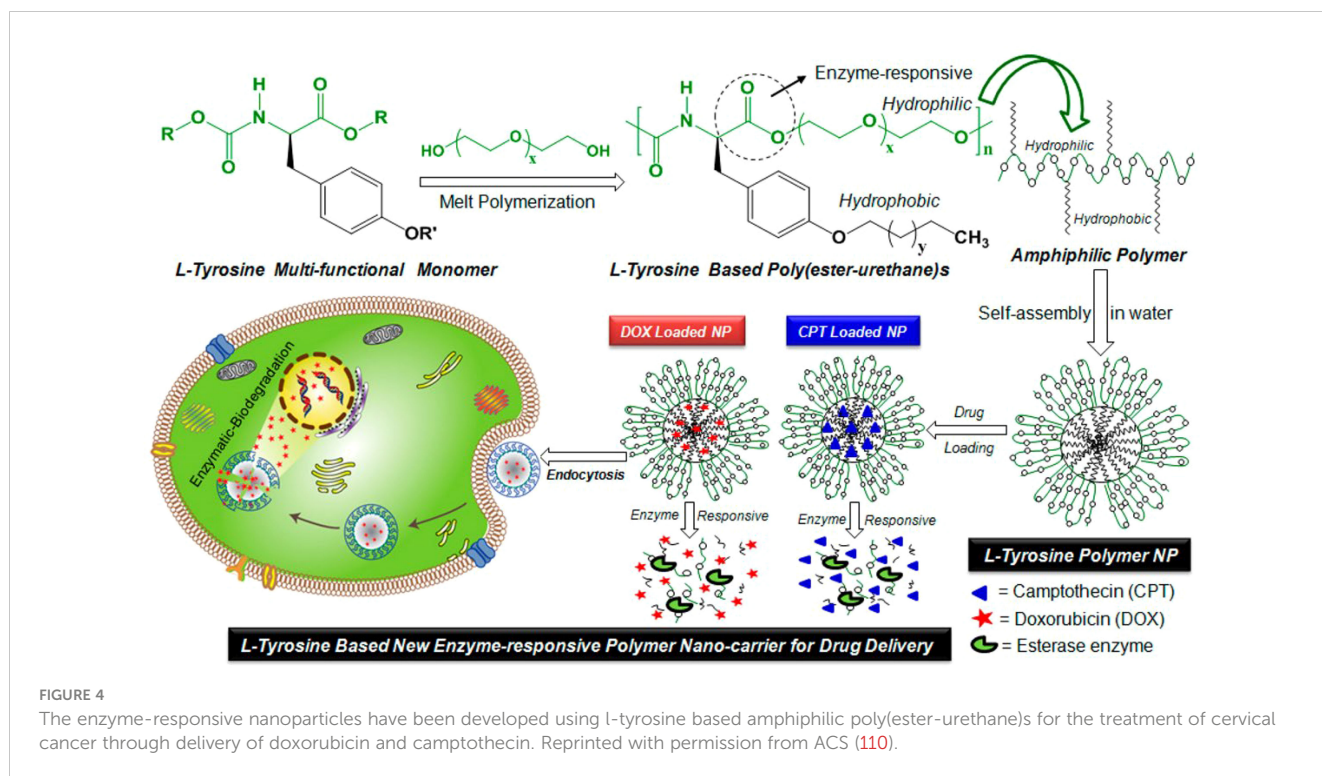 H
O
O
R
O
N
O
R
O
OR'
HO
O
x
OH
Melt Polymerization
Enzyme-responsive
H
O
Hydrophilic
N
O
O
x
O
n
O
Hydrophobic
O
y
CH3
Hydrophilic
Hydrophobic
L-Tyrosine Multi-functional Monomer
L-Tyrosine Based Poly(ester-urethane)s
Amphiphilic Polymer
Self-assembly in water
DOX Loaded NP
CPT Loaded NP
Enzymatic-Biodegradation
Drug
Loading
Endocytosis
Enzyme Responsive
Enzyme Responsive
L-Tyrosine Polymer NP
= Camptothecin (CPT)
= Doxorubicin (DOX)
= Esterase enzyme
L-Tyrosine Based New Enzyme-responsive Polymer Nano-carrier for Drug Delivery
FIGURE 4
The enzyme-responsive nanoparticles have been developed using l-tyrosine based amphiphilic poly(ester-urethane)s for the treatment of cervical
cancer through delivery of doxorubicin and camptothecin. Reprinted with permission from ACS (110).